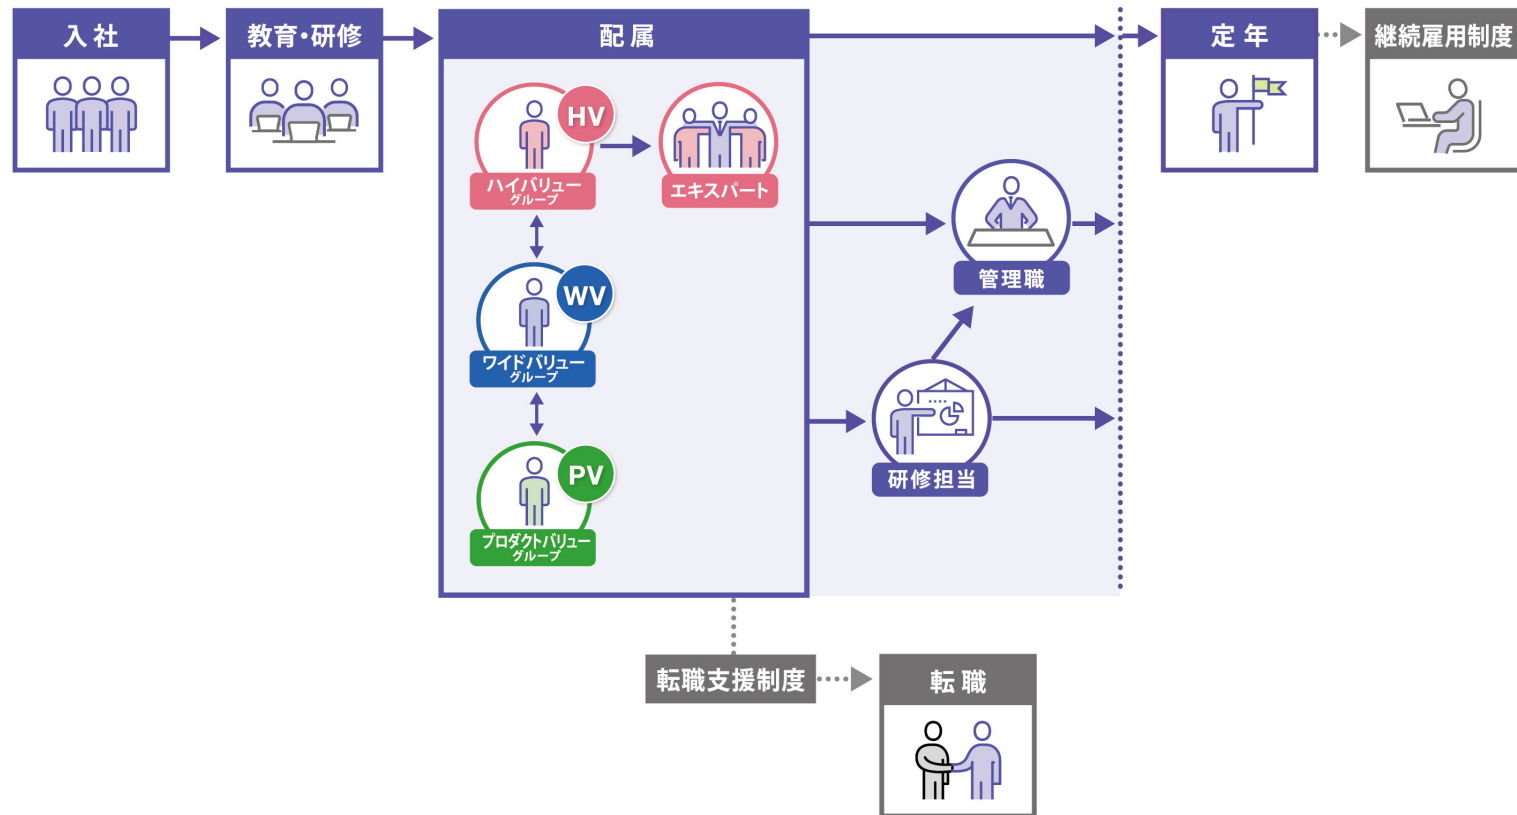 入社
教育・研修
配属
定年
継続雇用制度
HV
ハイバリュー
グループ
エキスパート
管理職
WV
ワイドバリュー
グループ
研修担当
PV
プロダクトバリュー
グループ
転職支援制度
転職